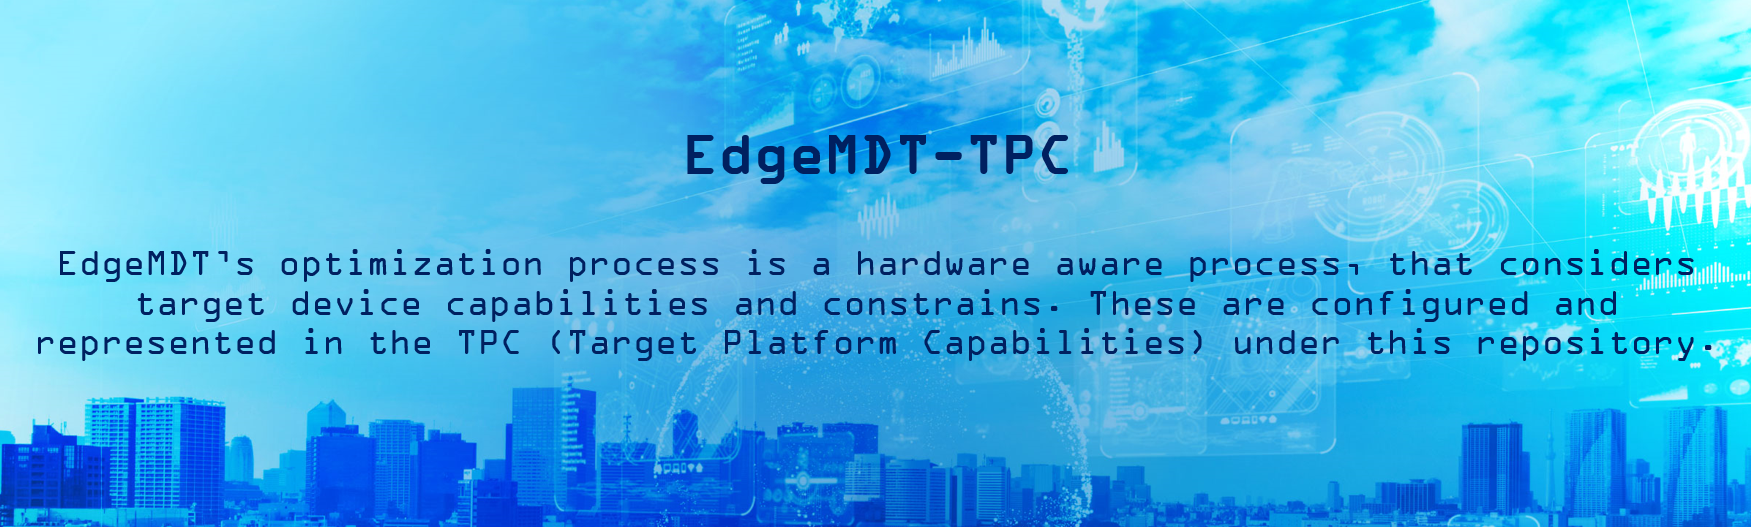 EdgeMDT-TPC
EdgeMDT's optimization process is a hardware aware process, that considers
target device capabilities and constrains. These are configured and
represented in the TPC (Target Platform Capabilities) under this repository.